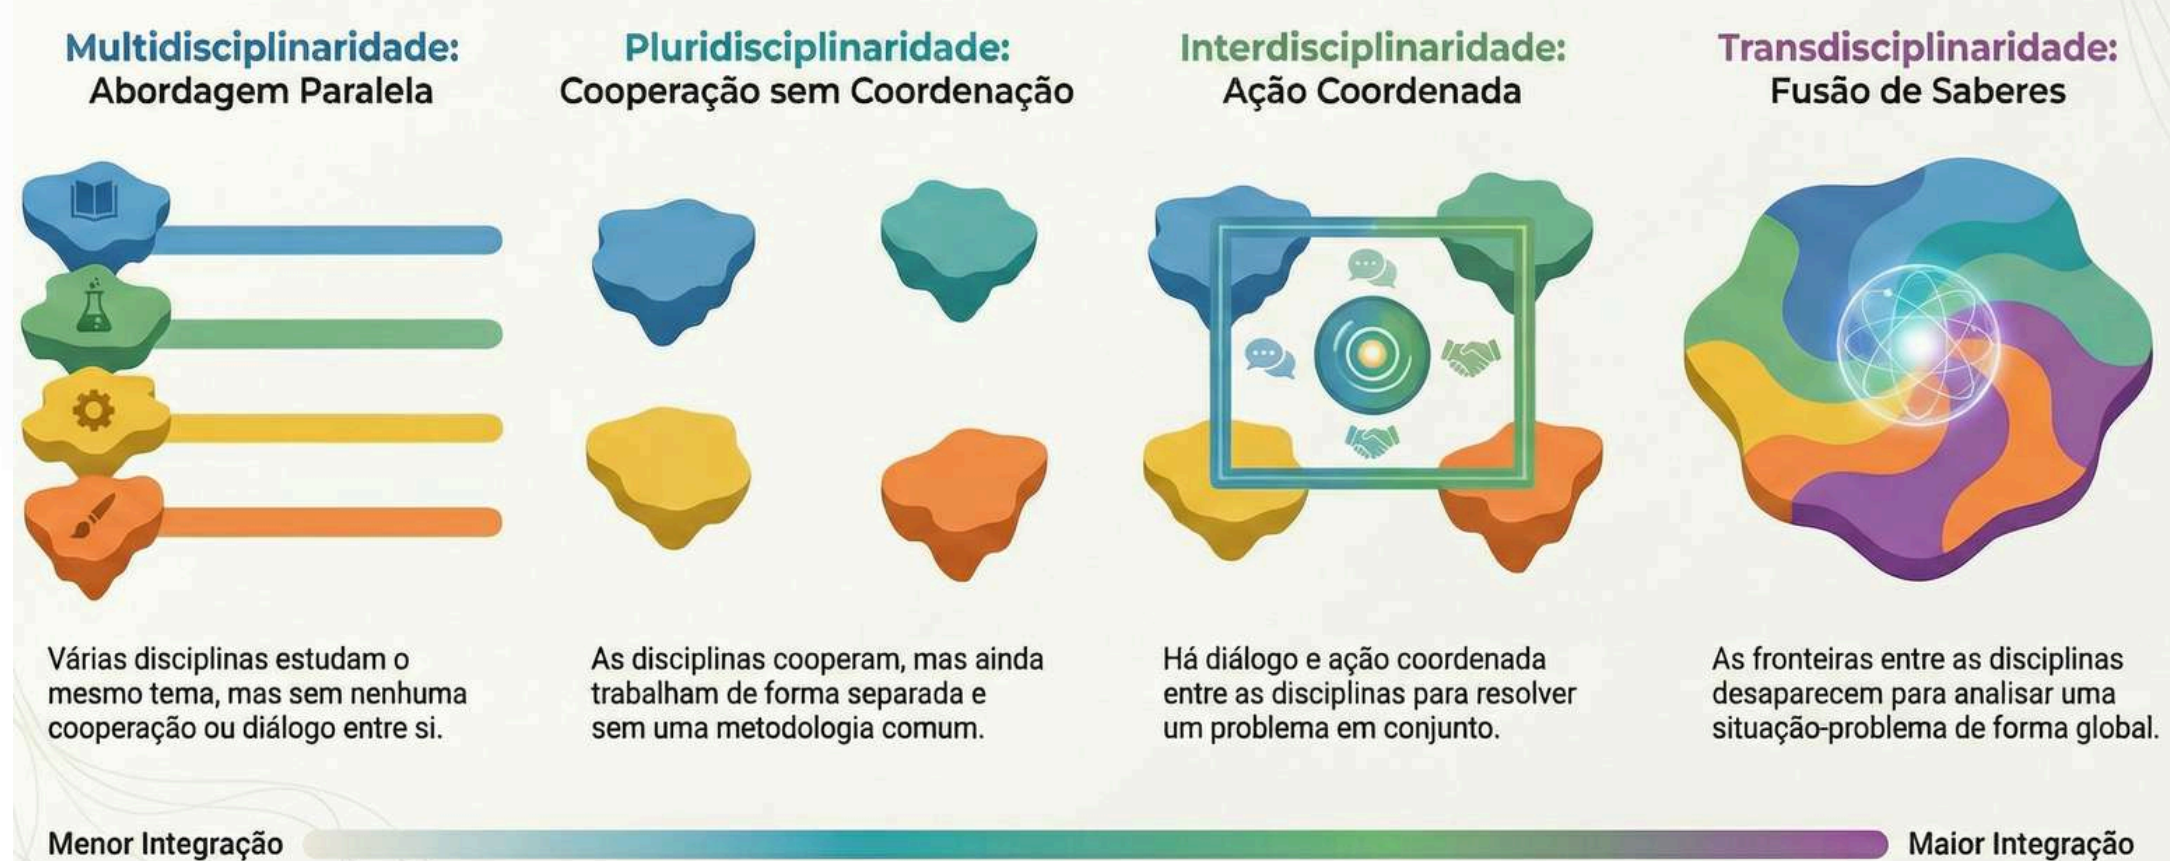 Multidisciplinaridade:
Abordagem Paralela
Várias disciplinas estudam o
mesmo tema, mas sem nenhuma
cooperação ou diálogo entre si.
Pluridisciplinaridade:
Cooperação sem Coordenação
As disciplinas cooperam, mas ainda
trabalham de forma separada e
sem uma metodologia comum.
Interdisciplinaridade:
Ação Coordenada
Há diálogo e ação coordenada
entre as disciplinas para resolver
um problema em conjunto.
Transdisciplinaridade:
Fusão de Saberes
As fronteiras entre as disciplinas
desaparecem para analisar uma
situação-problema de forma global.
Menor Integração
Maior Integração